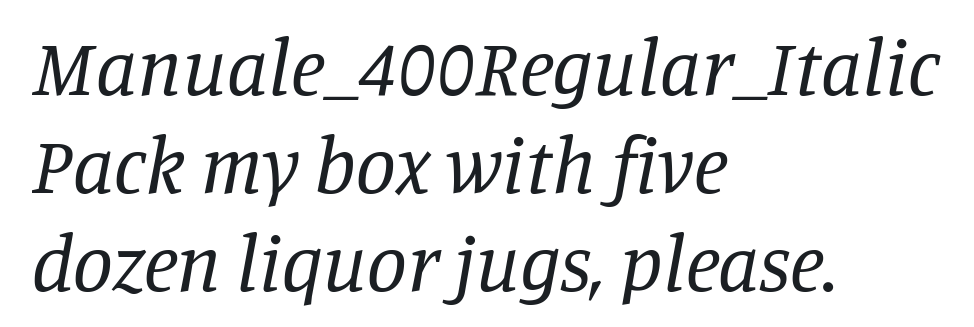 Manuale_400Regular_Italic
Pack my box with five
dozen liquor jugs, please.